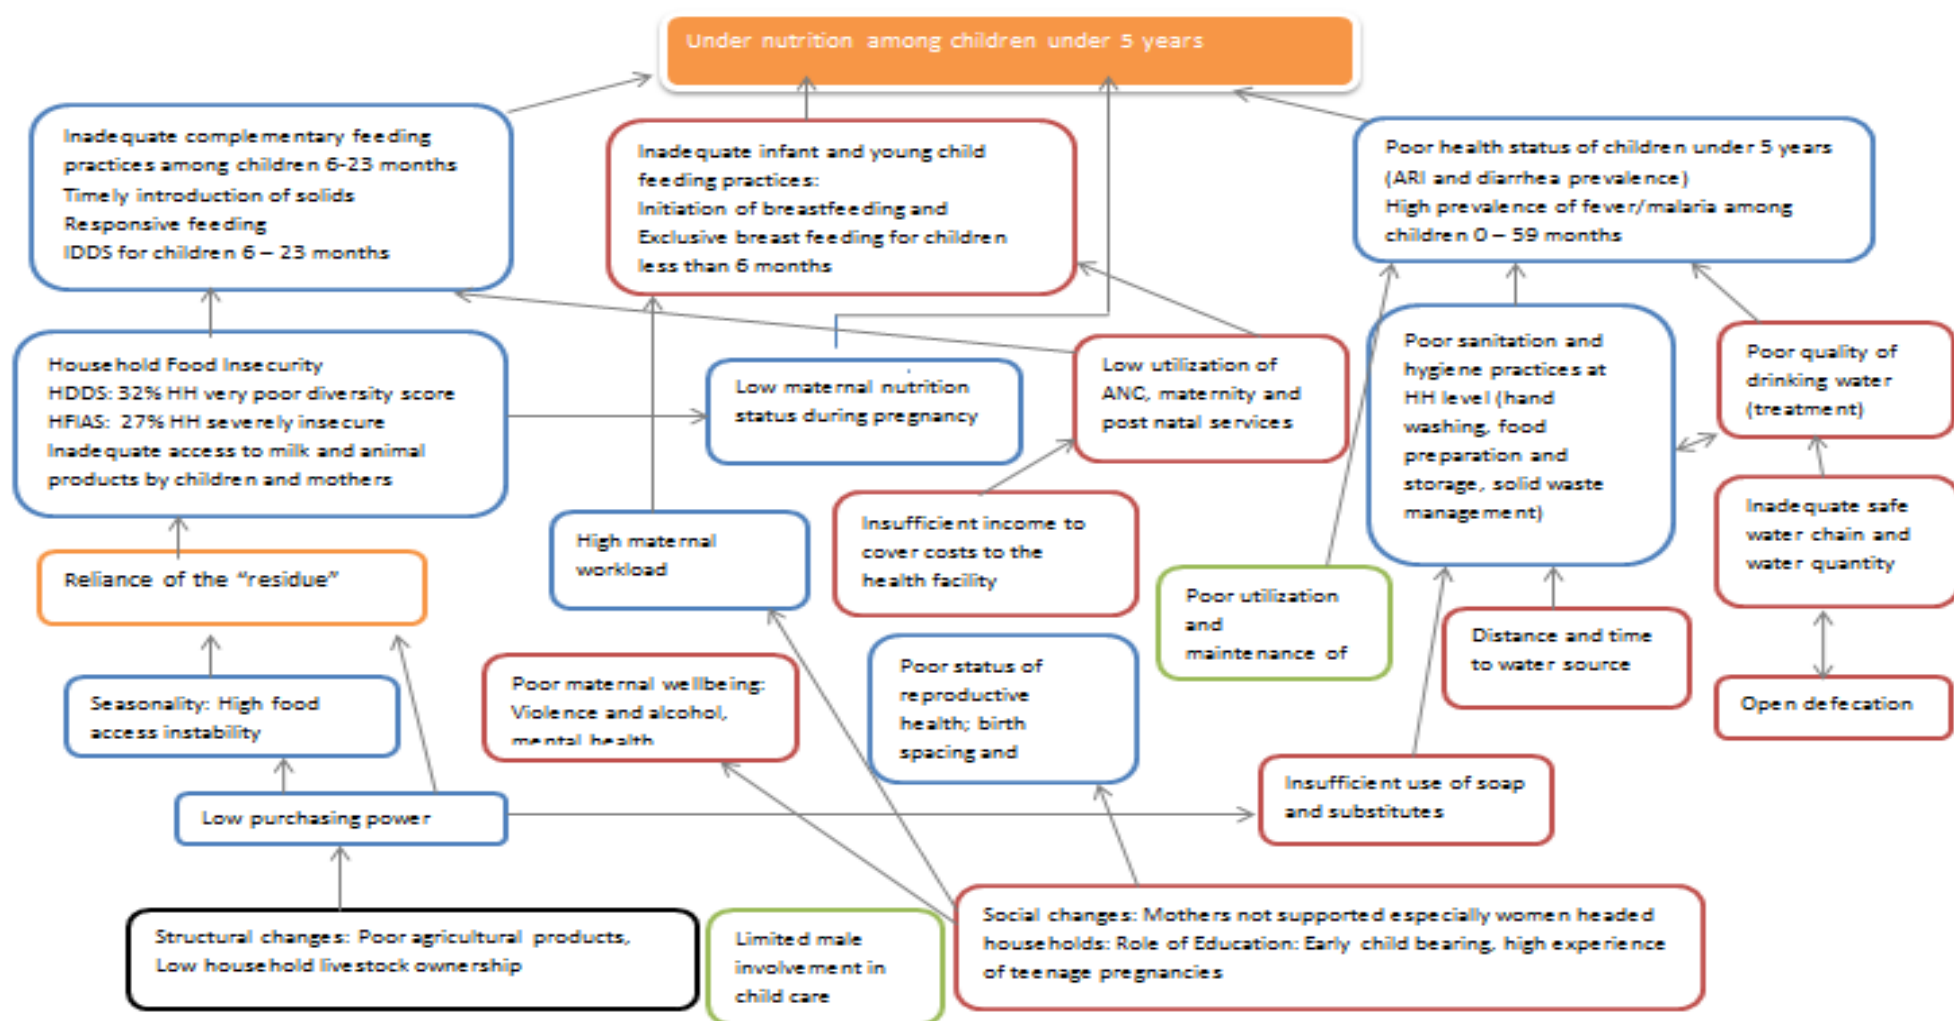 Under nutrition among children under 5 years
Inadequate complementary feeding
practices among children 6-23 months
Timely introduction of solids
Responsive feeding
IDDS for children 6 – 23 months
Inadequate infant and young child
feeding practices:
Initiation of breastfeeding and
Exclusive breast feeding for children
less than 6 months
Poor health status of children under 5 years
(ARI and diarrhea prevalence)
High prevalence of fever/malaria among
children 0 – 59 months
Household Food Insecurity
HDDS: 32% HH very poor diversity score
HFIAS: 27% HH severely insecure
Inadequate access to milk and animal
products by children and mothers
Low maternal nutrition
status during pregnancy
Low utilization of
ANC, maternity and
post natal services
Poor sanitation and
hygiene practices at
HH level (hand
washing, food
preparation and
storage, solid waste
management)
Poor quality of
drinking water
(treatment)
High maternal
workload
Insufficient income to
cover costs to the
health facility
Inadequate safe
water chain and
water quantity
Reliance of the “residue”
Poor utilization
and
maintenance of
Distance and time
to water source
Poor maternal wellbeing:
Violence and alcohol,
mental health
Poor status of
reproductive
health; birth
spacing and
Open defecation
Seasonality: High food
access instability
Insufficient use of soap
and substitutes
Low purchasing power
Structural changes: Poor agricultural products,
Low household livestock ownership
Limited male
involvement in
child care
Social changes: Mothers not supported especially women headed
households: Role of Education: Early child bearing, high experience
of teenage pregnancies